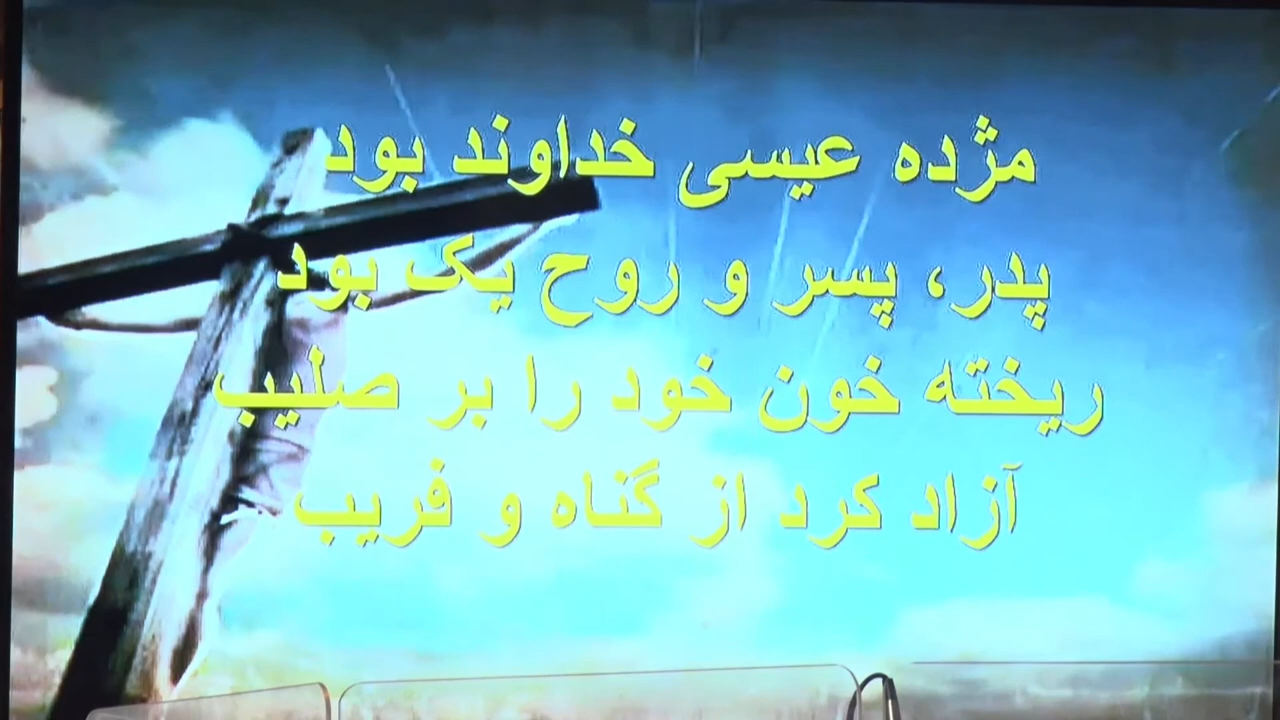 مژده عیسی خداوند بود
پدر، پسر و روح یک بود
ریخته خون خود را بر صلیب
آزاد کرد از گناه و فریب